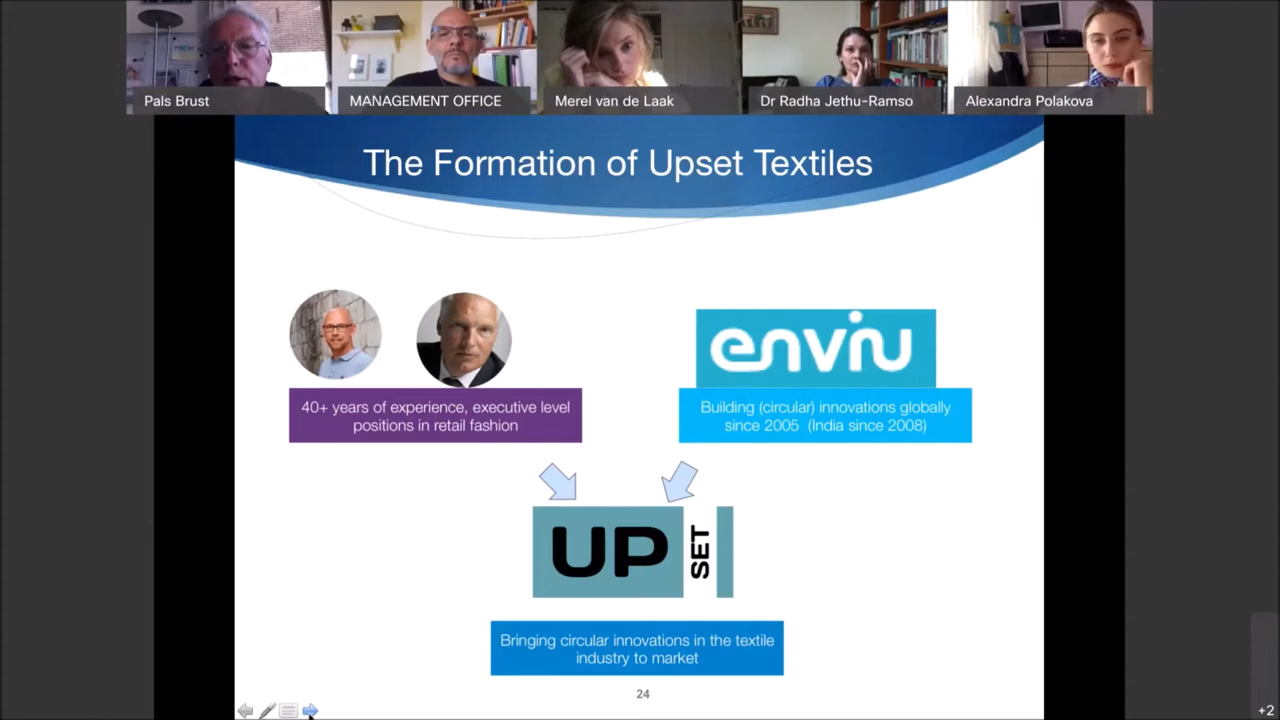 Pals Brust
MANAGEMENT OFFICE
Merel van de Laak
Dr Radha Jethu-Ramso
Alexandra Polakova
The Formation of Upset Textiles
enviu
40+ years of experience, executive level
positions in retail fashion
Building (circular) innovations globally
since 2005 (India since 2008)
UP
SET
Bringing circular innovations in the textile
industry to market
24
+2